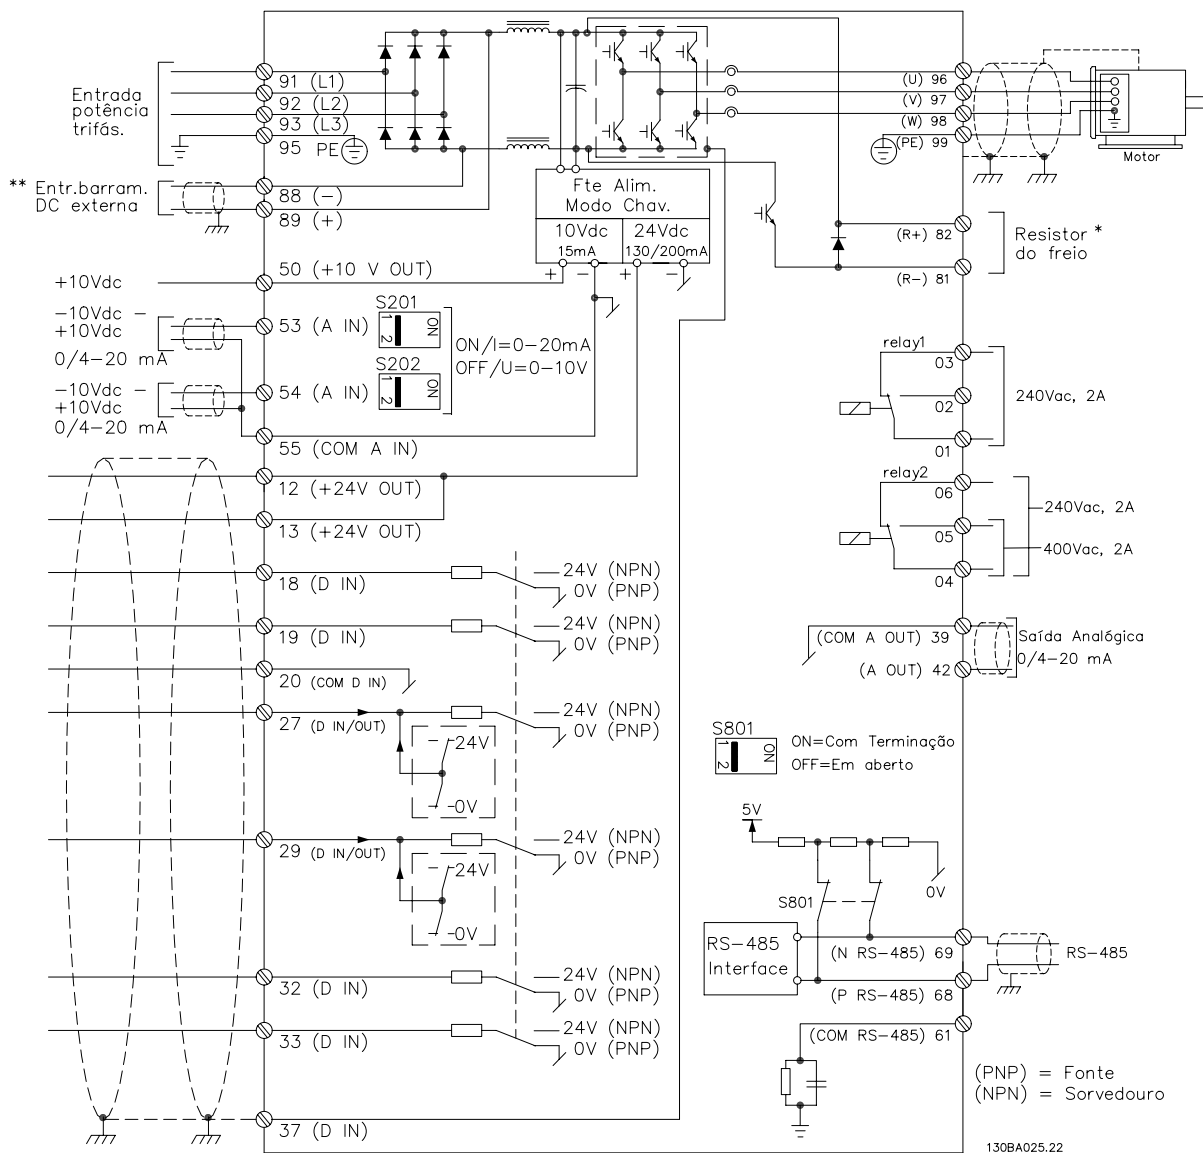 Entrada
potência
trifás.
91 (L1)
92 (L2)
93 (L3)
95 PE
** Entr.barram.
DC externa
88 (−)
89 (+)
Fte Alim.
Modo Chav.
10Vdc
15mA
24Vdc
130/200mA
+ − + −
(U) 96
(V) 97
(W) 98
(PE) 99
Motor
(R+) 82
Resistor *
do freio
(R−) 81
+10Vdc
50 (+10 V OUT)
−10Vdc −
+10Vdc
0/4−20 mA
53 (A IN)
S201
ON
1 2
ON/I=0−20mA
OFF/U=0−10V
S202
ON
1 2
−10Vdc −
+10Vdc
0/4−20 mA
54 (A IN)
55 (COM A IN)
12 (+24V OUT)
13 (+24V OUT)
18 (D IN)
24V (NPN)
0V (PNP)
19 (D IN)
24V (NPN)
0V (PNP)
20 (COM D IN)
27 (D IN/OUT)
24V (NPN)
0V (PNP)
24V
0V
29 (D IN/OUT)
24V (NPN)
0V (PNP)
24V
0V
32 (D IN)
24V (NPN)
0V (PNP)
33 (D IN)
24V (NPN)
0V (PNP)
37 (D IN)
relay1
03
02
01
240Vac, 2A
relay2
06
05
04
240Vac, 2A
400Vac, 2A
(COM A OUT) 39
(A OUT) 42
Saída Analógica
0/4−20 mA
S801
ON
1 2
ON=Com Terminação
OFF=Em aberto
5V
S801
0V
RS−485
Interface
(N RS−485) 69
RS−485
(P RS−485) 68
(COM RS−485) 61
(PNP) = Fonte
(NPN) = Sorvedouro
130BA025.22